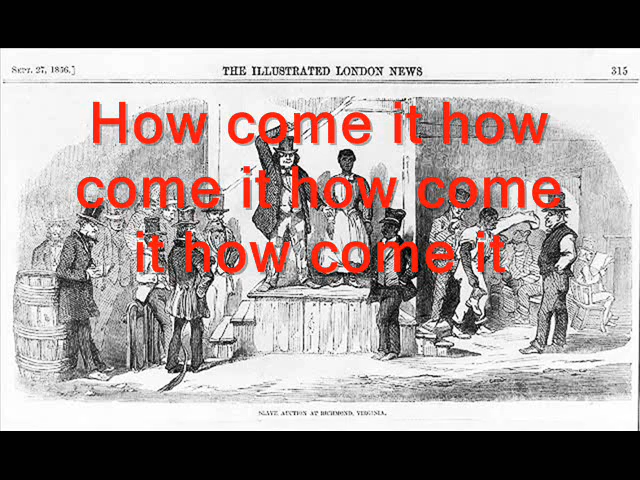 SEPT. 27, 1856.]
THE ILLUSTRATED LONDON NEWS
315
How come it how
come it how come
it how come it
SLAVE AUCTION AT RICHMOND, VIRGINIA.